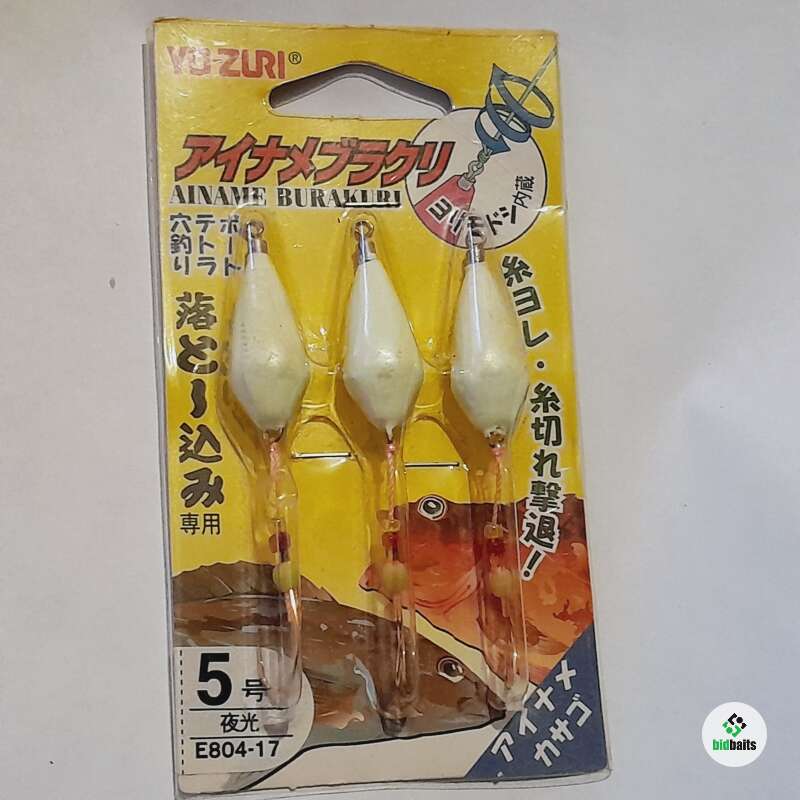 YO-ZURI®
アイナメブラクリ
AINAME BURAKURI
ヨリモドシ内蔵
ボート
テトラ
穴釣り
落とし込み
専用
糸ヨレ・糸切れ撃退!
5号
夜光
E804-17
アイナメ
カサゴ
bidbaits